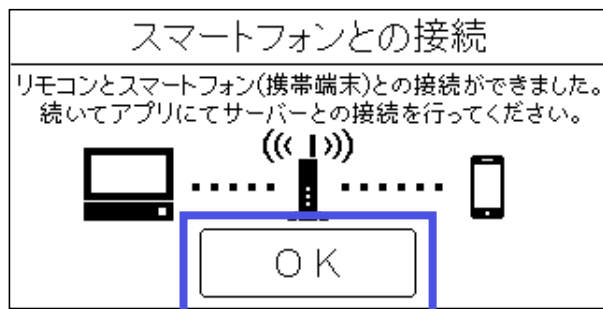 スマートフォンとの接続
リモコンとスマートフォン(携帯端末)との接続ができました。
続いてアプリにてサーバーとの接続を行ってください。
OK